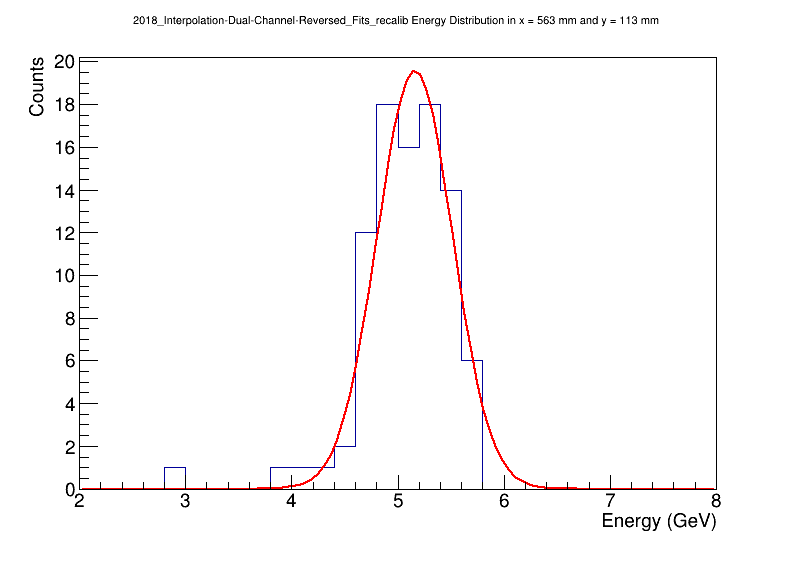 2018_Interpolation-Dual-Channel-Reversed_Fits_recalib Energy Distribution in x = 563 mm and y = 113 mm
Counts
20
18
16
14
12
10
8
6
4
2
0
2 3 4 5 6 7 8
Energy (GeV)